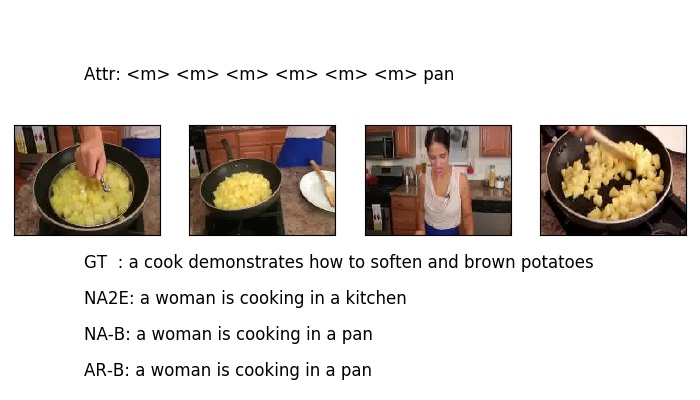 Attr: <m> <m> <m> <m> <m> <m> pan
GT : a cook demonstrates how to soften and brown potatoes
NA2E: a woman is cooking in a kitchen
NA-B: a woman is cooking in a pan
AR-B: a woman is cooking in a pan